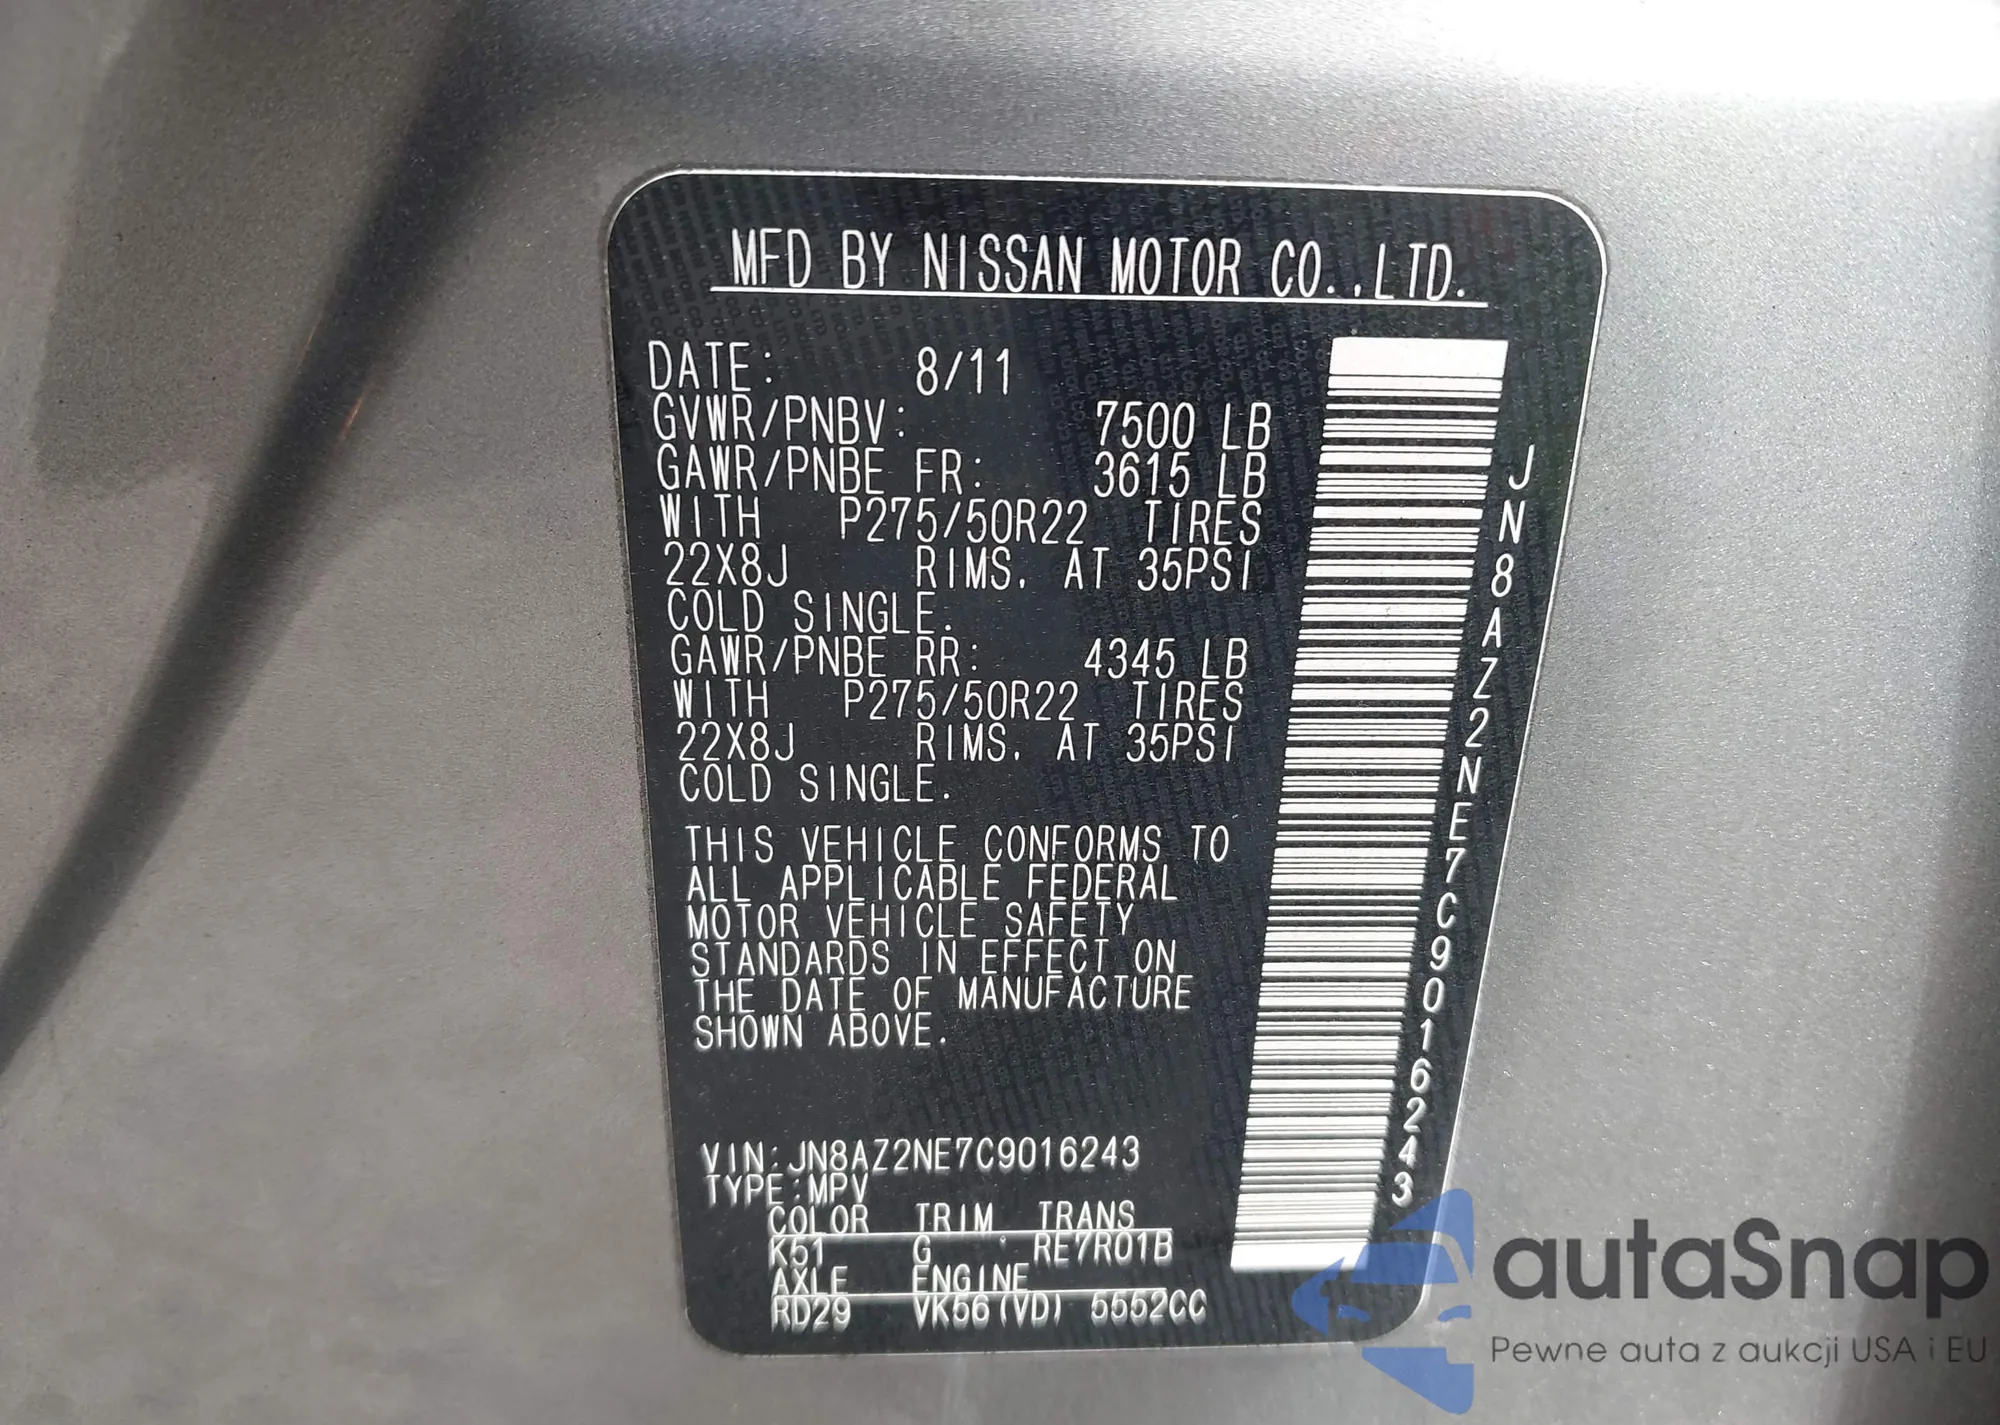 MFD BY NISSAN MOTOR CO.,LTD.
DATE: 8/11
GVWR/PNBV: 7500 LB
GAWR/PNBE FR: 3615 LB
WITH P275/50R22 TIRES
22X8J RIMS. AT 35PSI
COLD SINGLE.
GAWR/PNBE RR: 4345 LB
WITH P275/50R22 TIRES
22X8J RIMS. AT 35PSI
COLD SINGLE.
THIS VEHICLE CONFORMS TO
ALL APPLICABLE FEDERAL
MOTOR VEHICLE SAFETY
STANDARDS IN EFFECT ON
THE DATE OF MANUFACTURE
SHOWN ABOVE.
VIN:JN8AZ2NE7C9016243
TYPE:MPV
COLOR TRIM TRANS
K51 G RE7R01B
AXLE ENGINE
RD29 VK56(VD) 5552CC
JN8AZ2NE7C9016243
autaSnap
Pewne auta z aukcji USA i EU